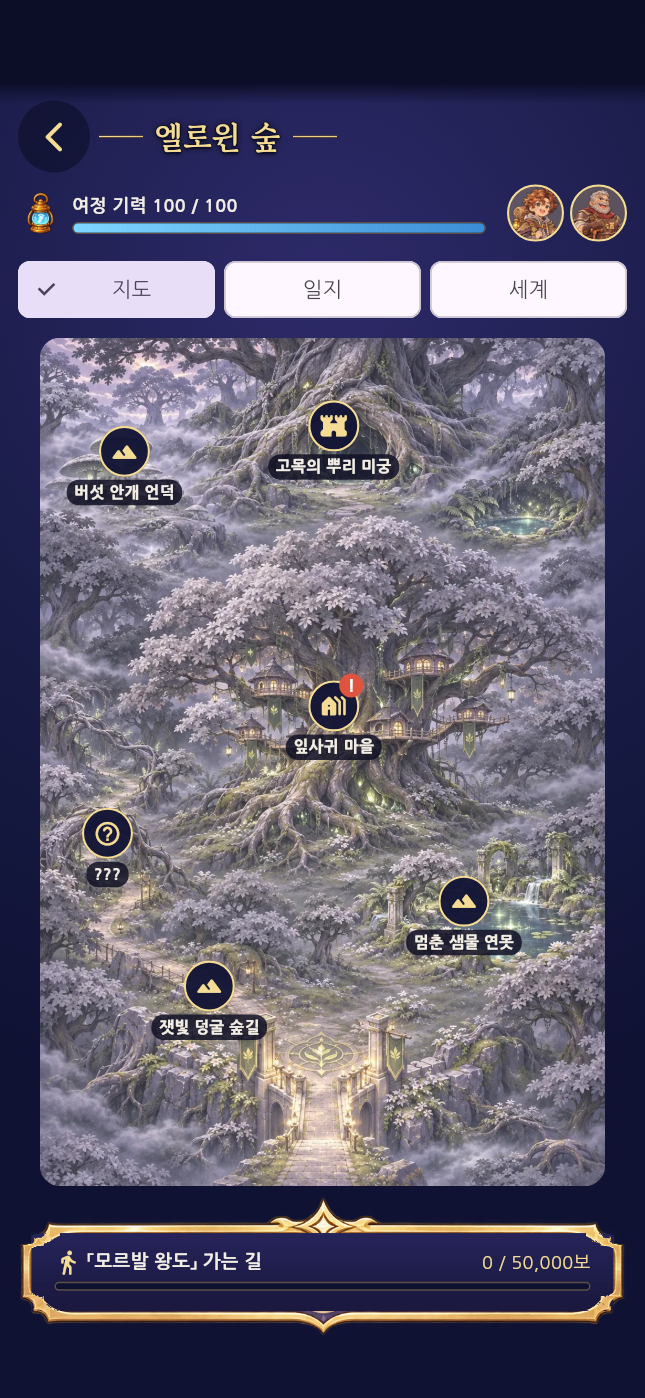 엘로윈 숲
여정 기력 100 / 100
지도
일지
세계
고목의 뿌리 미궁
버섯 안개 언덕
!
잎사귀 마을
?
???
멈춘 샘물 연못
잿빛 덩굴 숲길
「모르발 왕도」 가는 길
0 / 50,000보